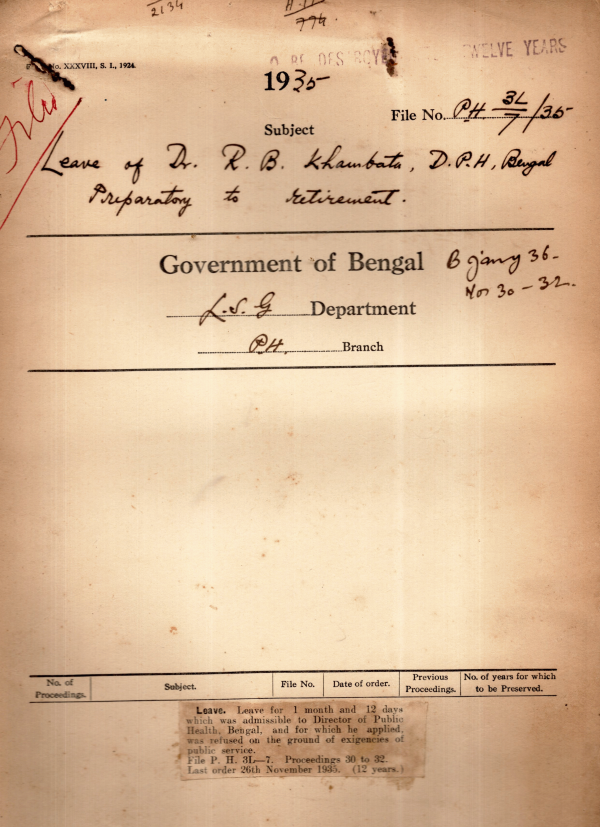 2134
774
No. XXXVIII, S. I., 1924.
TWELVE YEARS
1935
File No. P.H. 3L/7/35
Subject
Leave of Dr. R. B. Khambata, D.P.H, Bengal
Preparatory to retirement.
Government of Bengal
B Jany 36-
Nos 30-32.
L.S.G Department
P.H. Branch
No. of Proceedings. Subject. File No. Date of order. Previous Proceedings. No. of years for which to be Preserved.
Leave. Leave for 1 month and 12 days
which was admissible to Director of Public
Health, Bengal, and for which he applied,
was refused on the ground of exigencies of
public service.
File P. H. 3L—7. Proceedings 30 to 32.
Last order 26th November 1935. (12 years.)